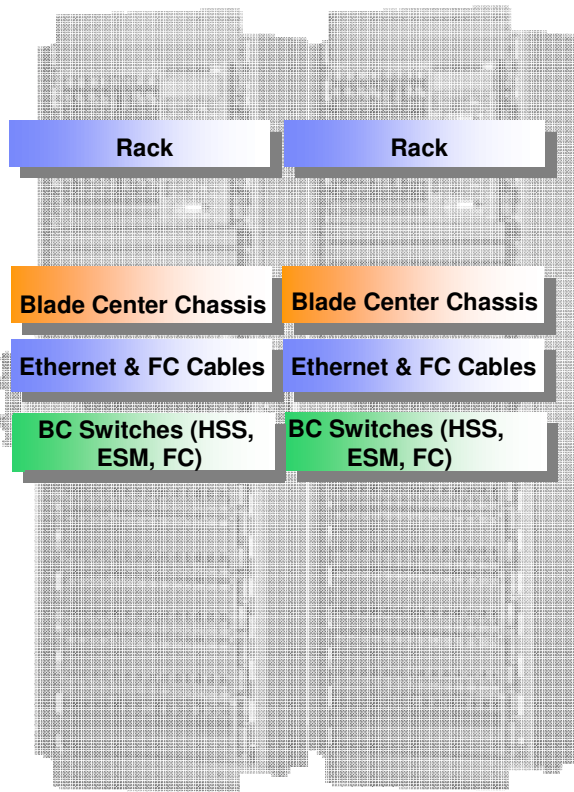 Rack
Rack
Blade Center Chassis
Blade Center Chassis
Ethernet & FC Cables
Ethernet & FC Cables
BC Switches (HSS,
ESM, FC)
BC Switches (HSS,
ESM, FC)